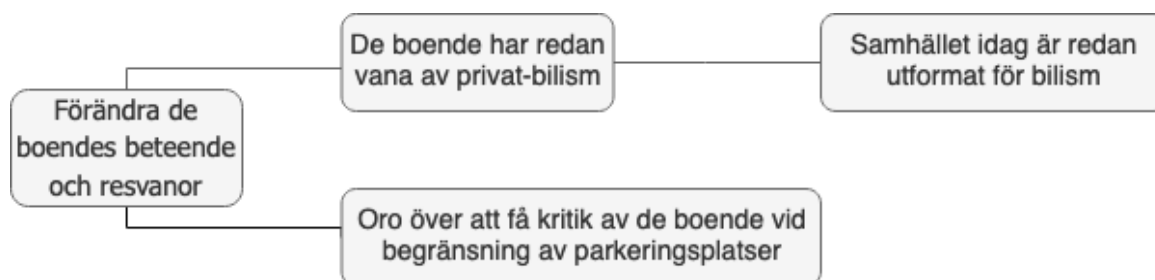 De boende har redan
vana av privat-bilism
Samhället idag är redan
utformat för bilism
Förändra de
boendes beteende
och resvanor
Oro över att få kritik av de boende vid
begränsning av parkeringsplatser